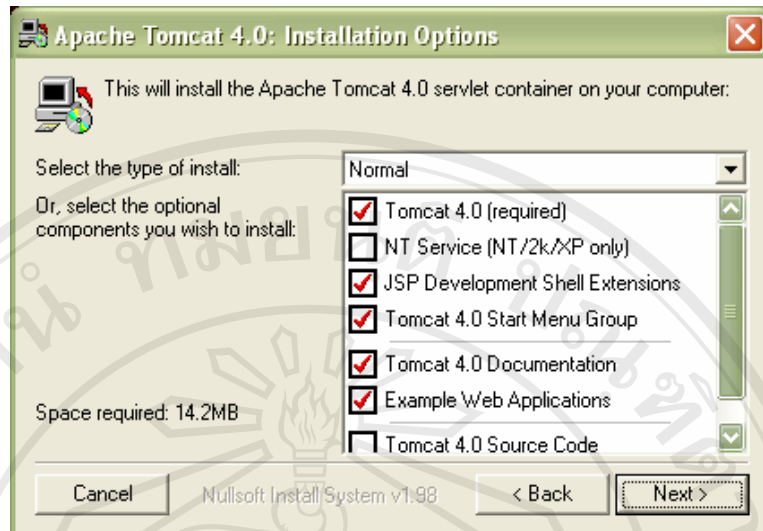 Apache Tomcat 4.0: Installation Options
This will install the Apache Tomcat 4.0 servlet container on your computer:
Select the type of install:
Normal
Or, select the optional
components you wish to install:
Tomcat 4.0 (required)
NT Service (NT/2k/XP only)
JSP Development Shell Extensions
Tomcat 4.0 Start Menu Group
Tomcat 4.0 Documentation
Example Web Applications
Tomcat 4.0 Source Code
Space required: 14.2MB
Cancel
Nullsoft Install System v1.98
< Back
Next >